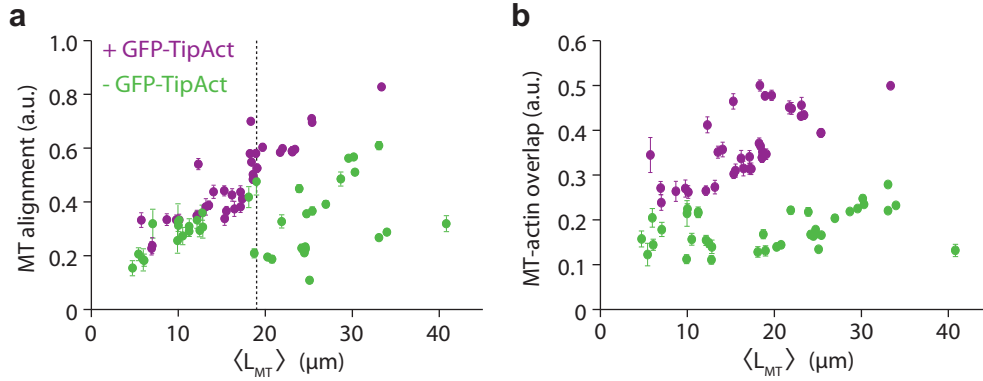 a
+ GFP-TipAct
- GFP-TipAct
MT alignment (a.u.)
1.0
0.8
0.6
0.4
0.2
0
0 10 20 30 40
⟨L_MT⟩ (μm)
b
MT-actin overlap (a.u.)
0.6
0.5
0.4
0.3
0.2
0.1
0
0 10 20 30 40
⟨L_MT⟩ (μm)